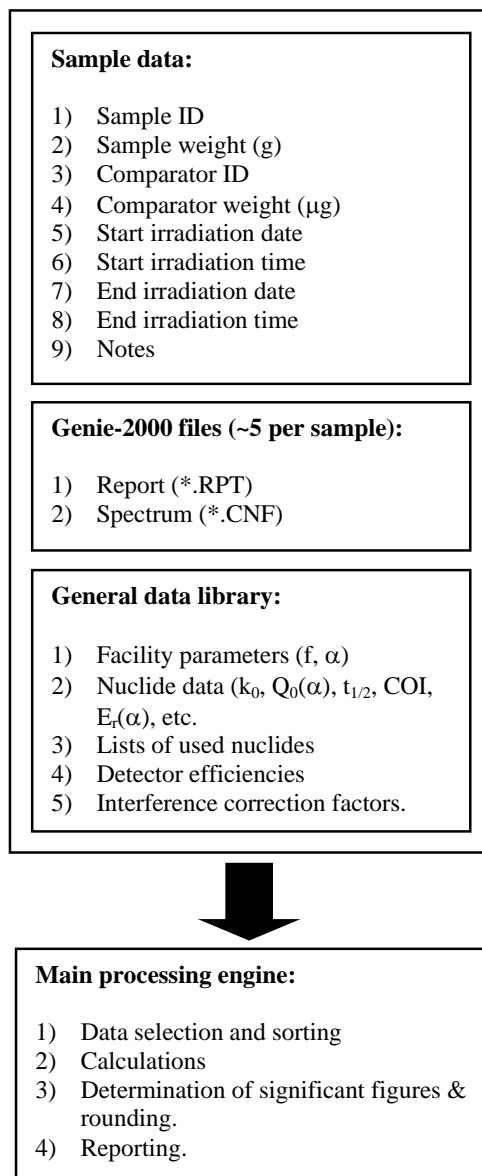 Sample data:
1) Sample ID
2) Sample weight (g)
3) Comparator ID
4) Comparator weight (μg)
5) Start irradiation date
6) Start irradiation time
7) End irradiation date
8) End irradiation time
9) Notes
Genie-2000 files (~5 per sample):
1) Report (*.RPT)
2) Spectrum (*.CNF)
General data library:
1) Facility parameters (f, α)
2) Nuclide data (k₀, Q₀(α), t₁/₂, COI,
Eᵣ(α), etc.
3) Lists of used nuclides
4) Detector efficiencies
5) Interference correction factors.
Main processing engine:
1) Data selection and sorting
2) Calculations
3) Determination of significant figures &
rounding.
4) Reporting.